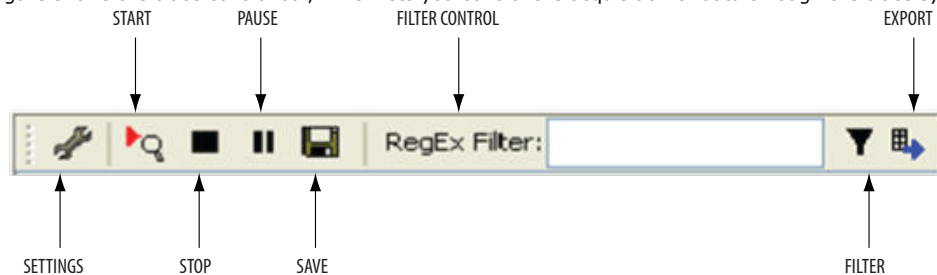 START PAUSE FILTER CONTROL EXPORT
RegEx Filter:
SETTINGS STOP SAVE FILTER